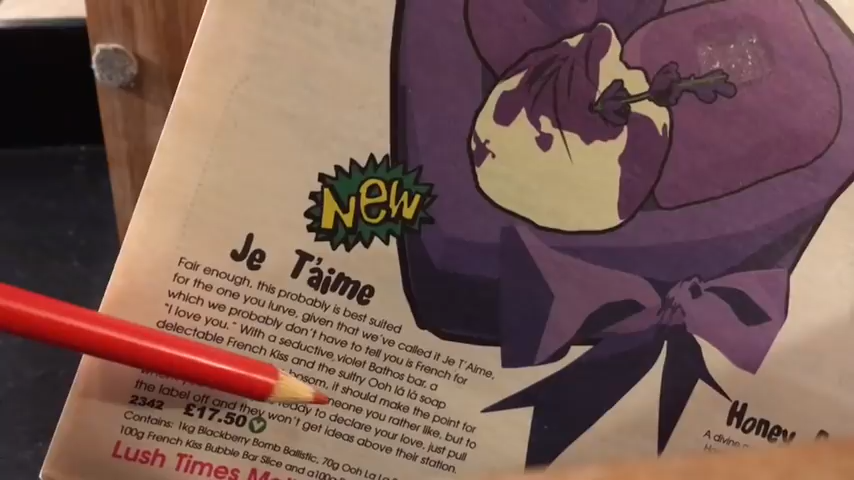 New
Je T'aime
Fair enough, this probably is best suited
for the one you lurve, given that we've called it Je T'Aime,
which we probably don't have to tell you is French for
"I love you." With a seductive, violet Bathos bar, a
delectable French Kiss and the sultry Ooh là là soap
bosom, it should make the point for
someone you rather like, but to
ready to declare your love, just pull
the label off and they won't get ideas above their station.
2342 £17.50
Contains: 1kg Blackberry Bomb Ballistic, 70g Ooh La La
100g French Kiss Bubble Bar Slice and a 100g
Lush Times
Honey
A divin